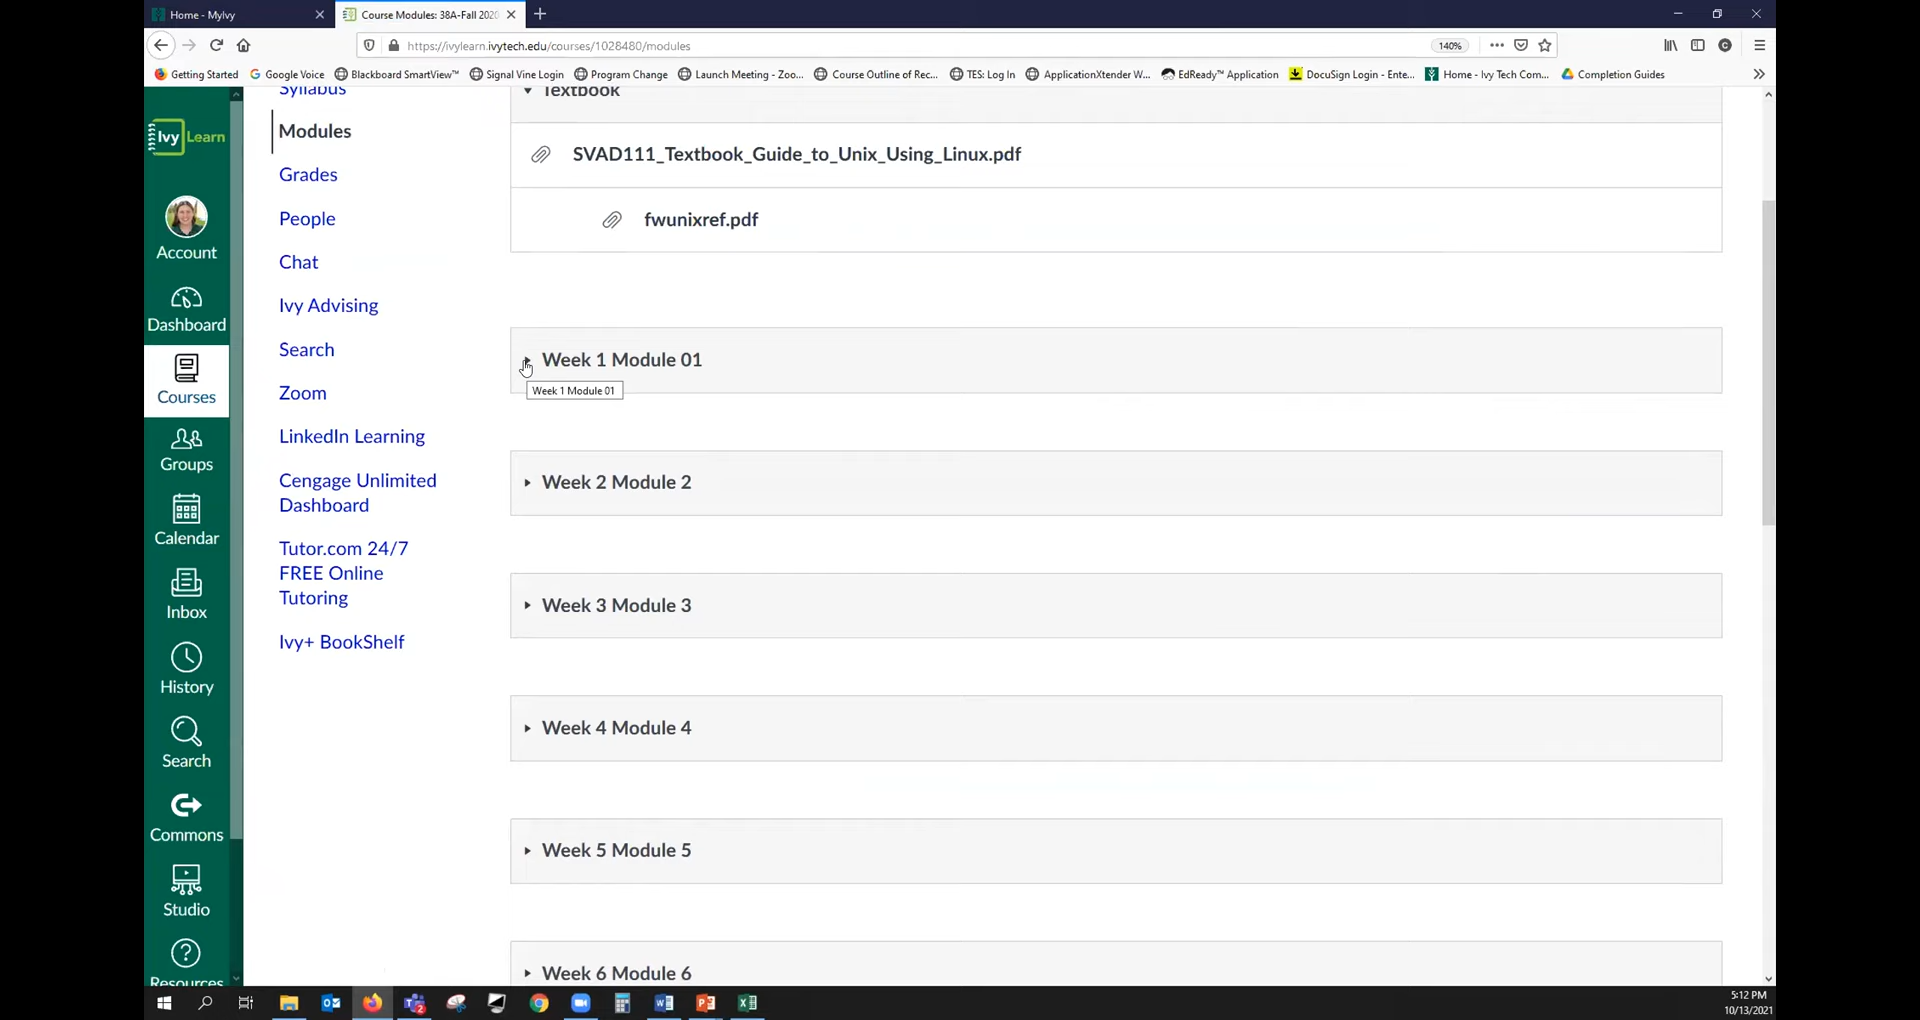 Home - MyIvy
Course Modules: 38A-Fall 2020
https://ivylearn.ivytech.edu/courses/1028480/modules
140%
Getting Started
Google Voice
Blackboard SmartView™
Signal Vine Login
Program Change
Launch Meeting - Zoo...
Course Outline of Rec...
TES: Log In
ApplicationXtender W...
EdReady™ Application
DocuSign Login - Ente...
Home - Ivy Tech Com...
Completion Guides
Ivy Learn
Account
Dashboard
Courses
Groups
Calendar
Inbox
History
Search
Commons
Studio
Resources
Syllabus
Modules
Grades
People
Chat
Ivy Advising
Search
Zoom
LinkedIn Learning
Cengage Unlimited
Dashboard
Tutor.com 24/7
FREE Online
Tutoring
Ivy+ BookShelf
Textbook
SVAD111_Textbook_Guide_to_Unix_Using_Linux.pdf
fwunixref.pdf
Week 1 Module 01
Week 1 Module 01
Week 2 Module 2
Week 3 Module 3
Week 4 Module 4
Week 5 Module 5
Week 6 Module 6
5:12 PM
10/13/2021